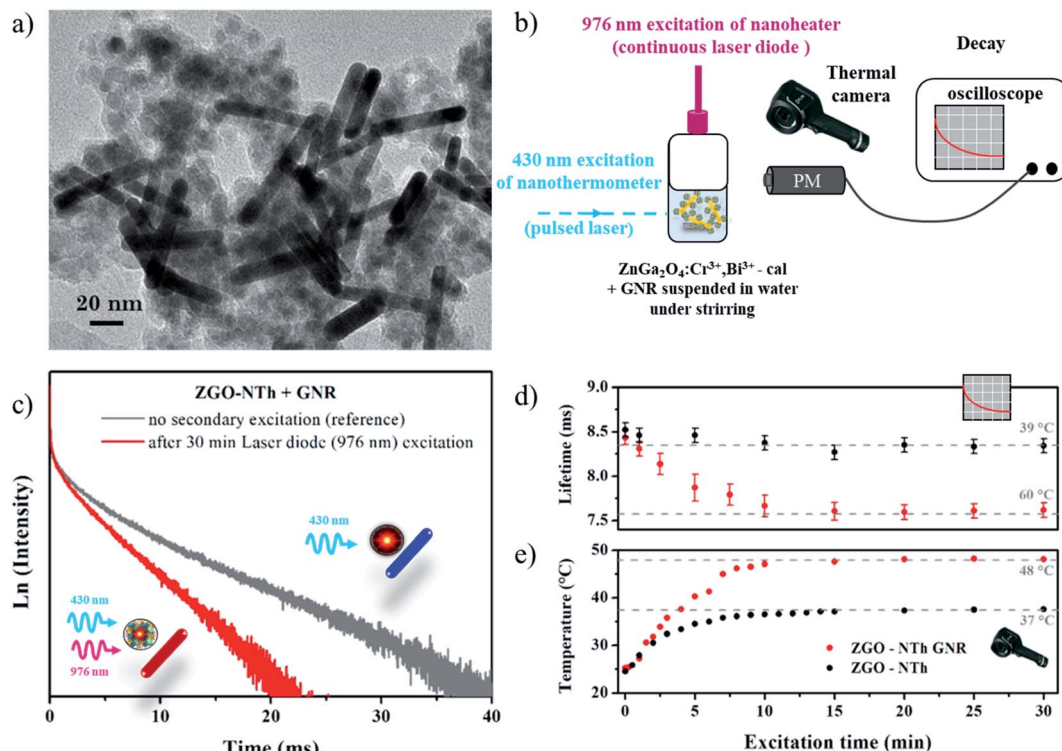 a)
20 nm
b)
976 nm excitation of nanoheater
(continuous laser diode )
Thermal
camera
Decay
oscilloscope
430 nm excitation
of nanothermometer
(pulsed laser)
PM
ZnGa₂O₄:Cr³⁺,Bi³⁺ - cal
+ GNR suspended in water
under strirring
c)
ZGO-NTh + GNR
no secondary excitation (reference)
after 30 min Laser diode (976 nm) excitation
430 nm
430 nm
976 nm
Ln (Intensity)
0
10
20
30
40
Time (ms)
d)
Lifetime (ms)
9.0
8.5
8.0
7.5
39 °C
60 °C
e)
Temperature (°C)
50
40
30
20
48 °C
37 °C
ZGO - NTh GNR
ZGO - NTh
0
5
10
15
20
25
30
Excitation time (min)